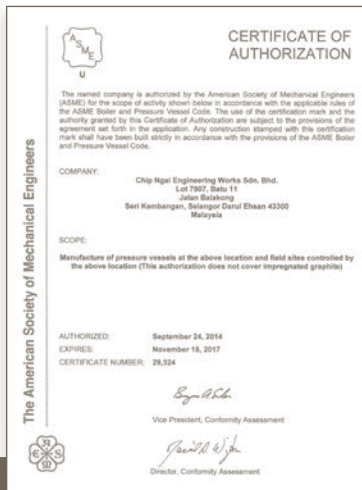 CERTIFICATE OF
AUTHORIZATION
ASME
U
The named company is authorized by the American Society of Mechanical Engineers
(ASME) for the scope of activity shown below in accordance with the applicable rules of
the ASME Boiler and Pressure Vessel Code. The use of the certification mark and the
authority granted by this Certificate of Authorization are subject to the provisions of the
agreement set forth in the application. Any construction stamped with this certification
mark shall have been built strictly in accordance with the provisions of the ASME Boiler
and Pressure Vessel Code.
The American Society of Mechanical Engineers
COMPANY:
Chip Ngai Engineering Works Sdn. Bhd.
Lot 7907, Batu 11
Jalan Balakong
Seri Kembangan, Selangor Darul Ehsan 43300
Malaysia
SCOPE:
Manufacture of pressure vessels at the above location and field sites controlled by
the above location (This authorization does not cover impregnated graphite)
AUTHORIZED: September 24, 2014
EXPIRES: November 18, 2017
CERTIFICATE NUMBER: 29,324
Vice President, Conformity Assessment
Director, Conformity Assessment
ASME